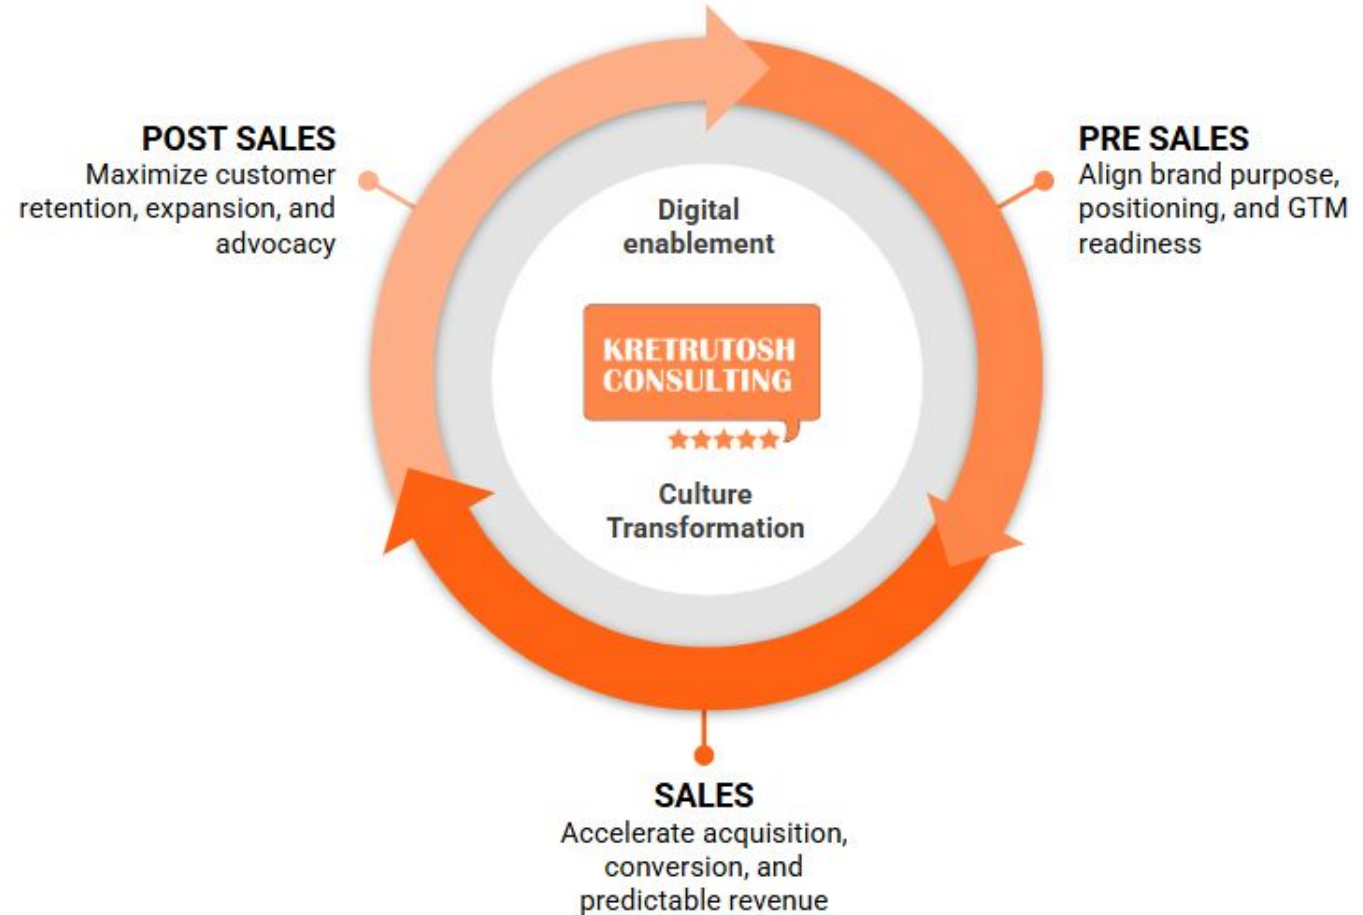 POST SALES
Maximize customer
retention, expansion, and
advocacy
PRE SALES
Align brand purpose,
positioning, and GTM
readiness
Digital
enablement
KRETRUTOSH
CONSULTING
Culture
Transformation
SALES
Accelerate acquisition,
conversion, and
predictable revenue